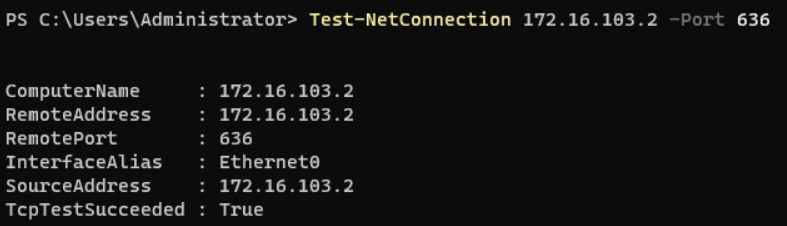 PS C:\Users\Administrator> Test-NetConnection 172.16.103.2 -Port 636
ComputerName     : 172.16.103.2
RemoteAddress    : 172.16.103.2
RemotePort       : 636
InterfaceAlias   : Ethernet0
SourceAddress    : 172.16.103.2
TcpTestSucceeded : True